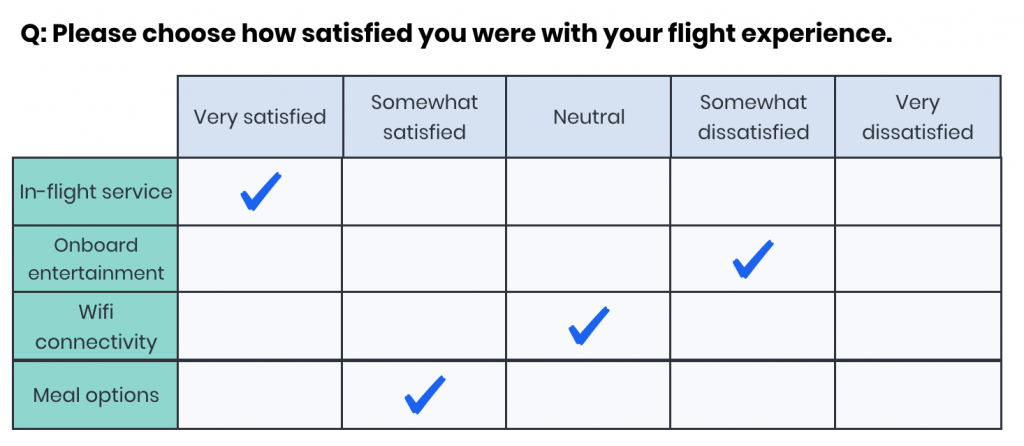 Q: Please choose how satisfied you were with your flight experience.
Very satisfied
Somewhat
satisfied
Neutral
Somewhat
dissatisfied
Very
dissatisfied
In-flight service
Onboard
entertainment
Wifi
connectivity
Meal options